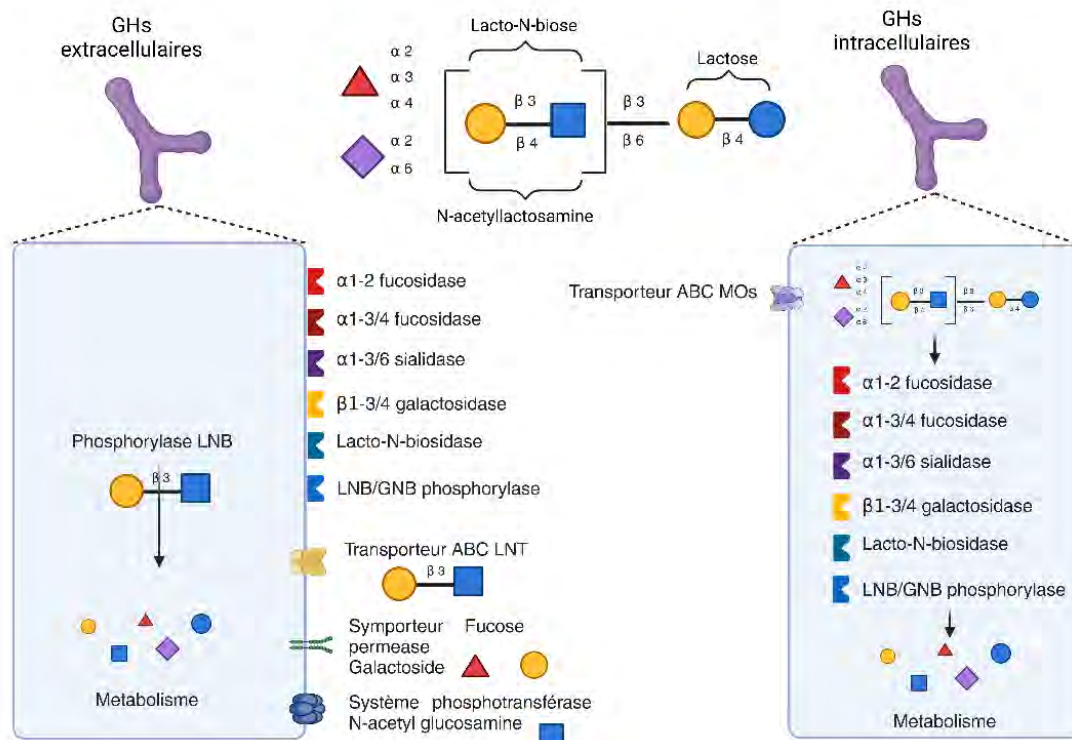 GHs
extracellulaires
α 2
α 3
α 4
α 2
α 6
Lacto-N-biose
β 3
β 4
β 3
β 6
N-acetyllactosamine
Lactose
β 4
GHs
intracellulaires
α1-2 fucosidase
α1-3/4 fucosidase
α1-3/6 sialidase
β1-3/4 galactosidase
Lacto-N-biosidase
LNB/GNB phosphorylase
Phosphorylase LNB
β 3
Metabolisme
Transporteur ABC LNT
β 3
Symporteur Fucose
permease
Galactoside
Système phosphotransférase
N-acetyl glucosamine
Transporteur ABC MOs
α1-2 fucosidase
α1-3/4 fucosidase
α1-3/6 sialidase
β1-3/4 galactosidase
Lacto-N-biosidase
LNB/GNB phosphorylase
Metabolisme